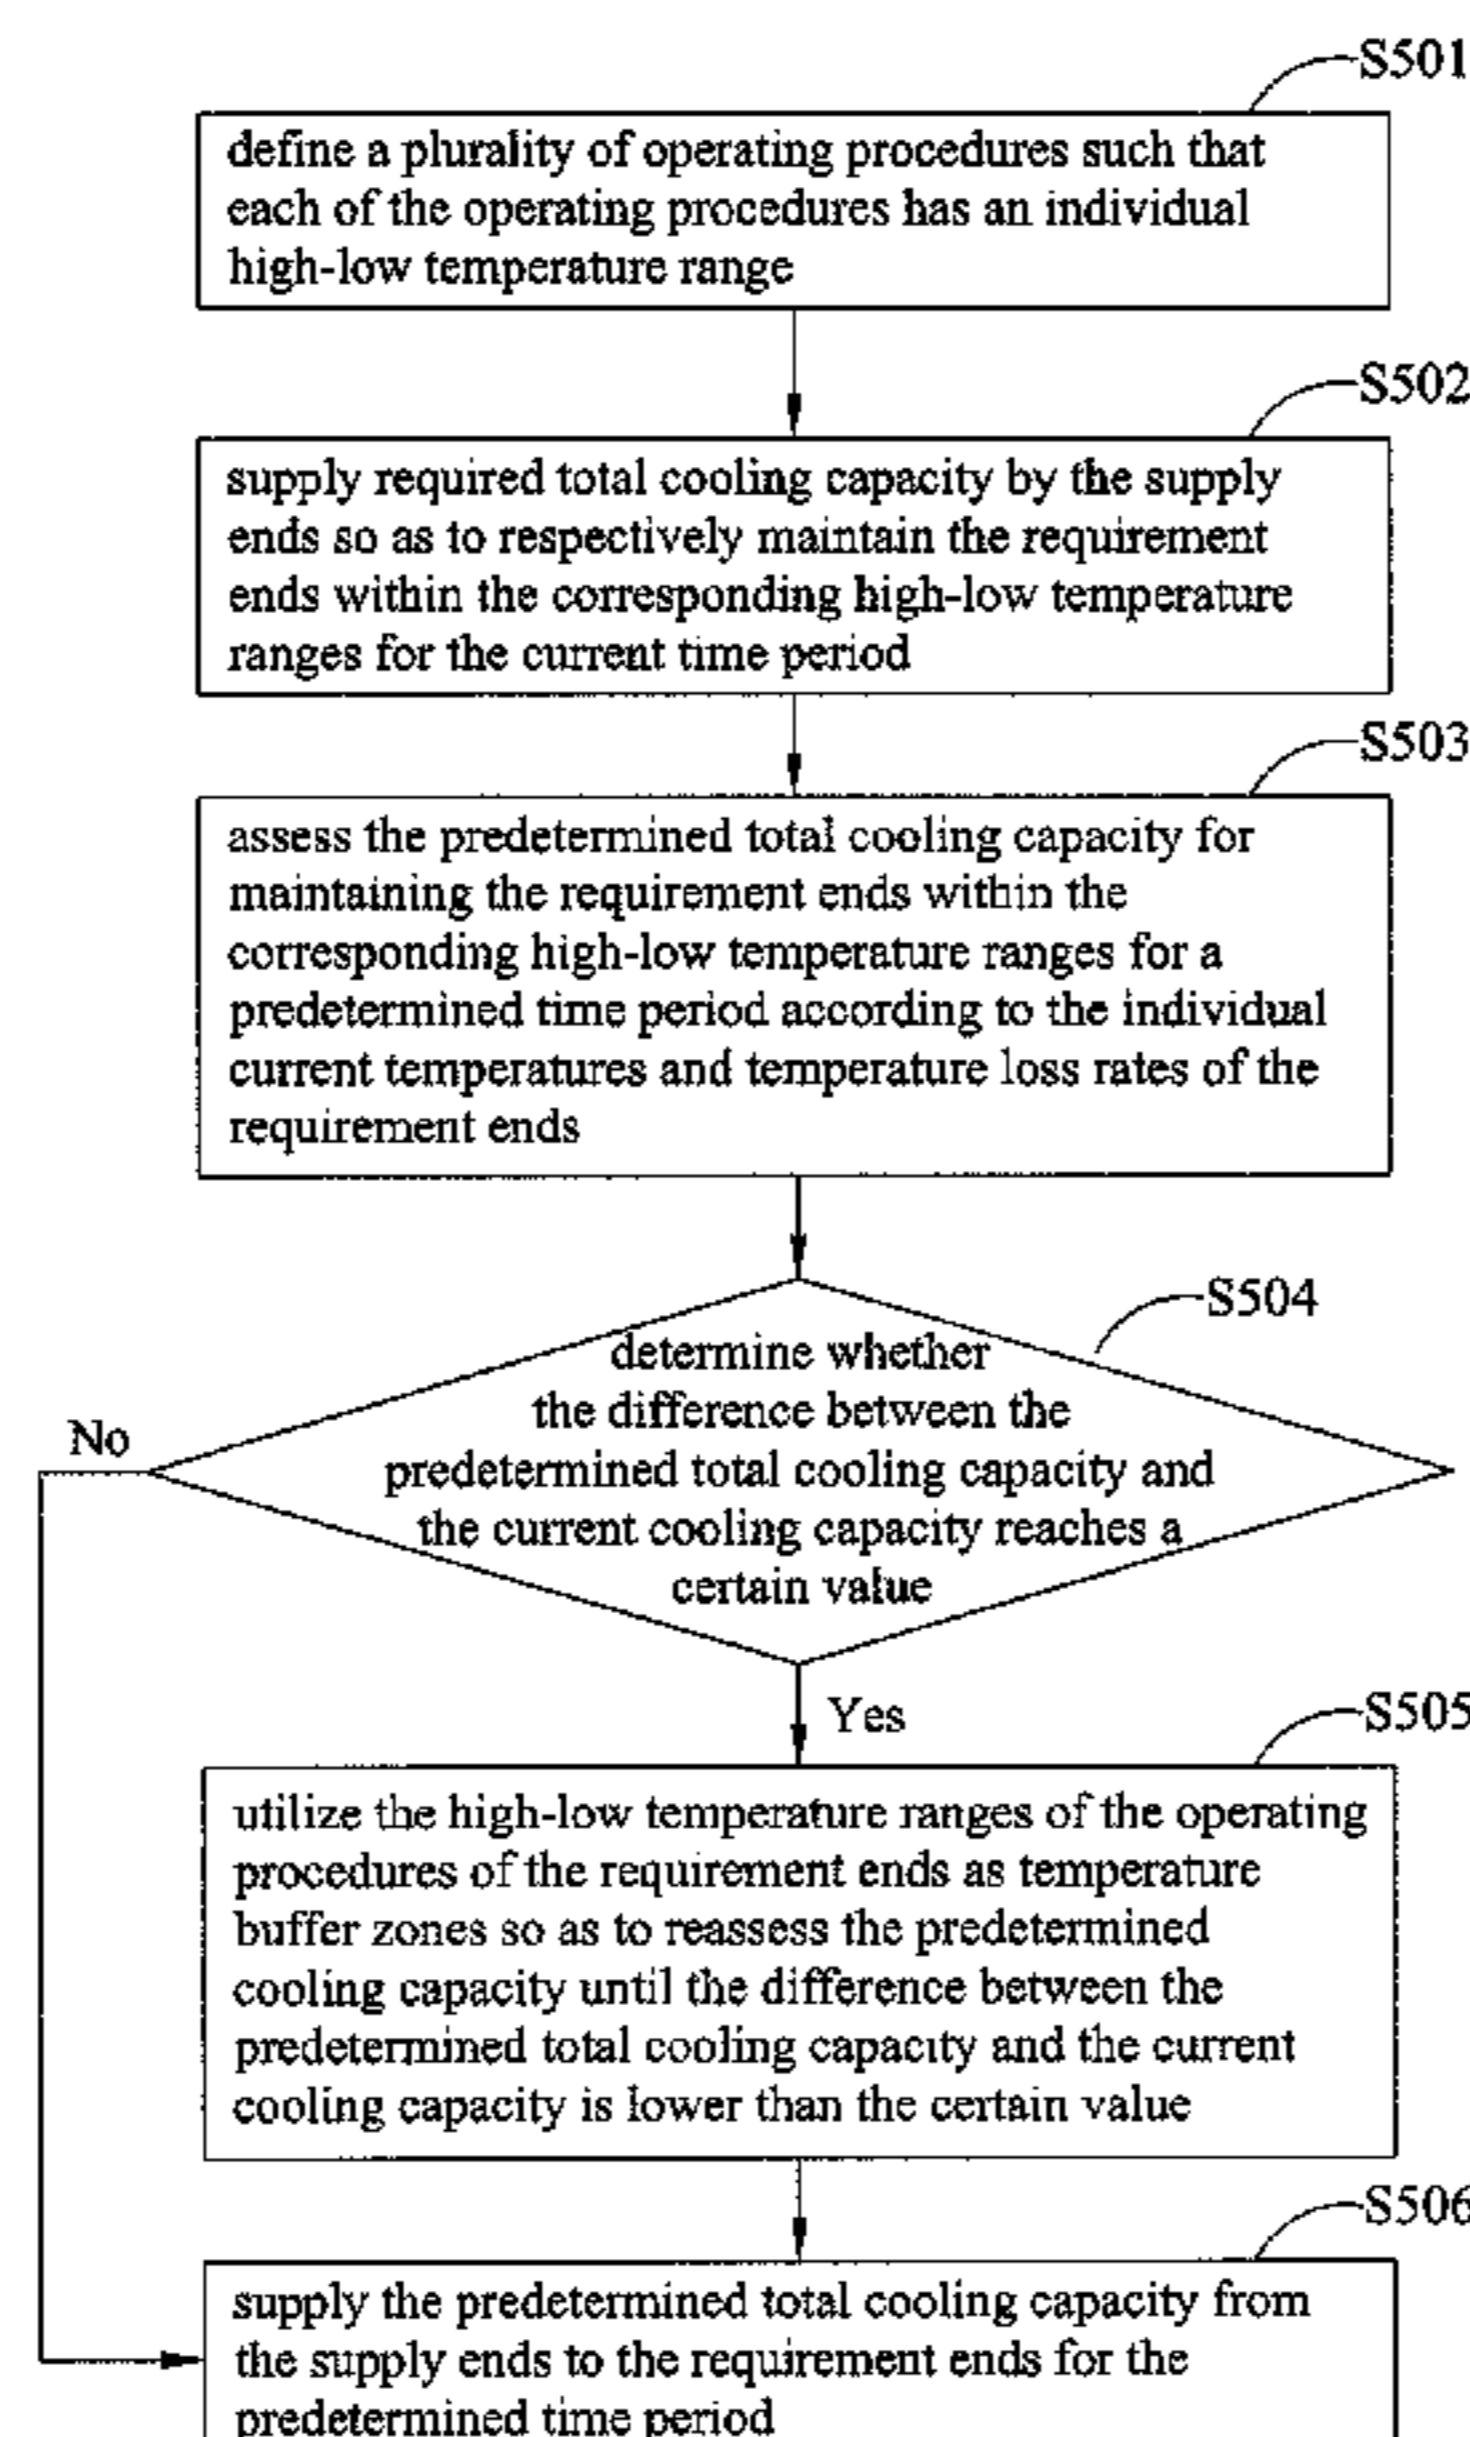 S501
define a plurality of operating procedures such that
each of the operating procedures has an individual
high-low temperature range
S502
supply required total cooling capacity by the supply
ends so as to respectively maintain the requirement
ends within the corresponding high-low temperature
ranges for the current time period
S503
assess the predetermined total cooling capacity for
maintaining the requirement ends within the
corresponding high-low temperature ranges for a
predetermined time period according to the individual
current temperatures and temperature loss rates of the
requirement ends
S504
determine whether
the difference between the
predetermined total cooling capacity and
the current cooling capacity reaches a
certain value
No
Yes
S505
utilize the high-low temperature ranges of the operating
procedures of the requirement ends as temperature
buffer zones so as to reassess the predetermined
cooling capacity until the difference between the
predetermined total cooling capacity and the current
cooling capacity is lower than the certain value
S506
supply the predetermined total cooling capacity from
the supply ends to the requirement ends for the
predetermined time period